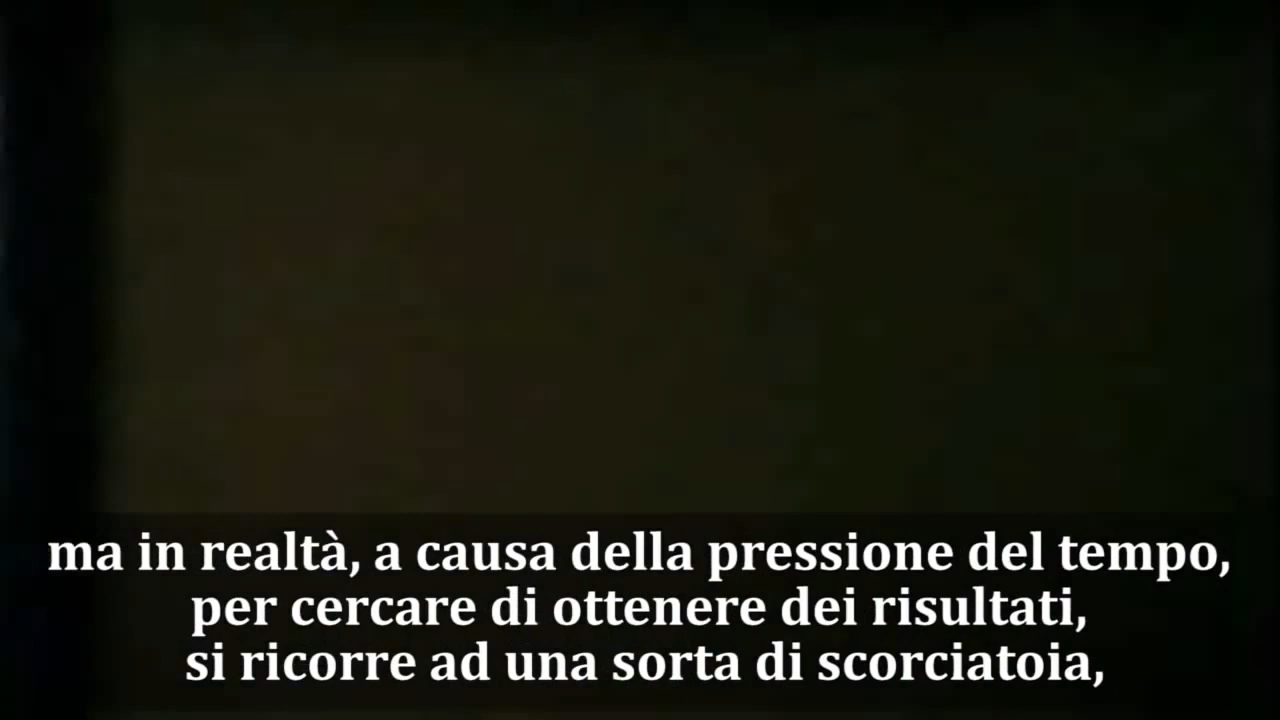 ma in realtà, a causa della pressione del tempo,
per cercare di ottenere dei risultati,
si ricorre ad una sorta di scorciatoia,